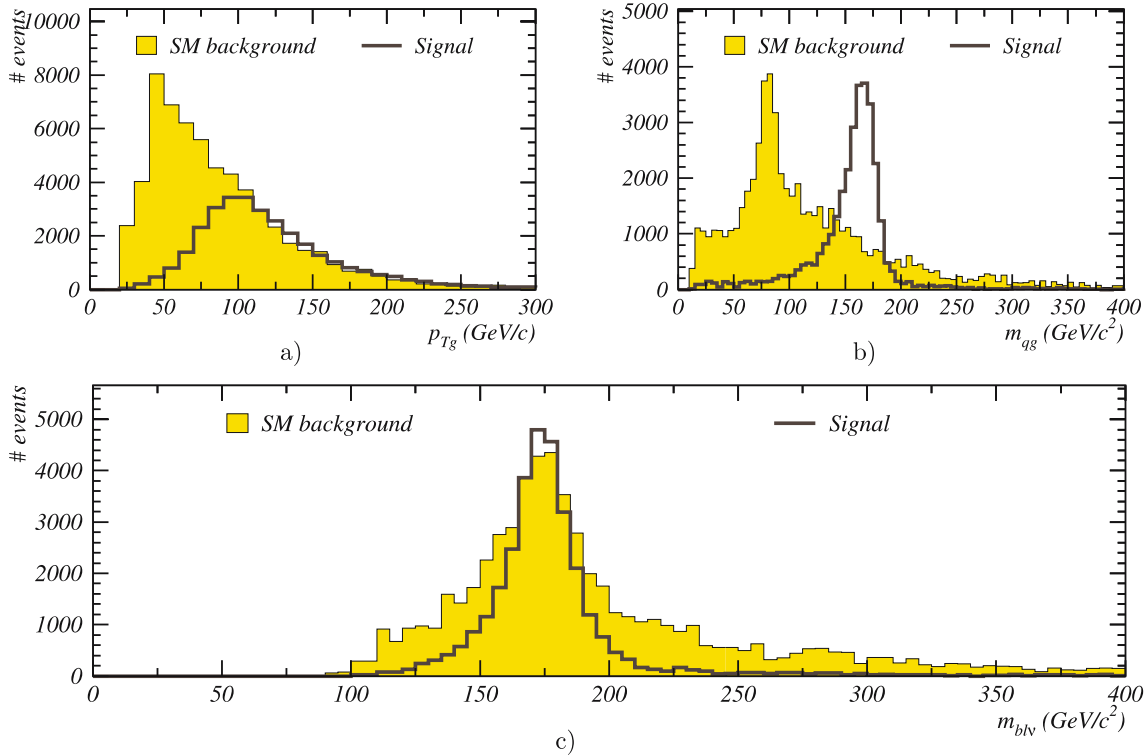 # events
10000
8000
6000
4000
2000
0
SM background
Signal
0 50 100 150 200 250 300
p_Tg (GeV/c)
a)
# events
5000
4000
3000
2000
1000
0
SM background
Signal
0 50 100 150 200 250 300 350 400
m_qg (GeV/c²)
b)
# events
5000
4000
3000
2000
1000
0
SM background
Signal
0 50 100 150 200 250 300 350 400
m_blν (GeV/c²)
c)